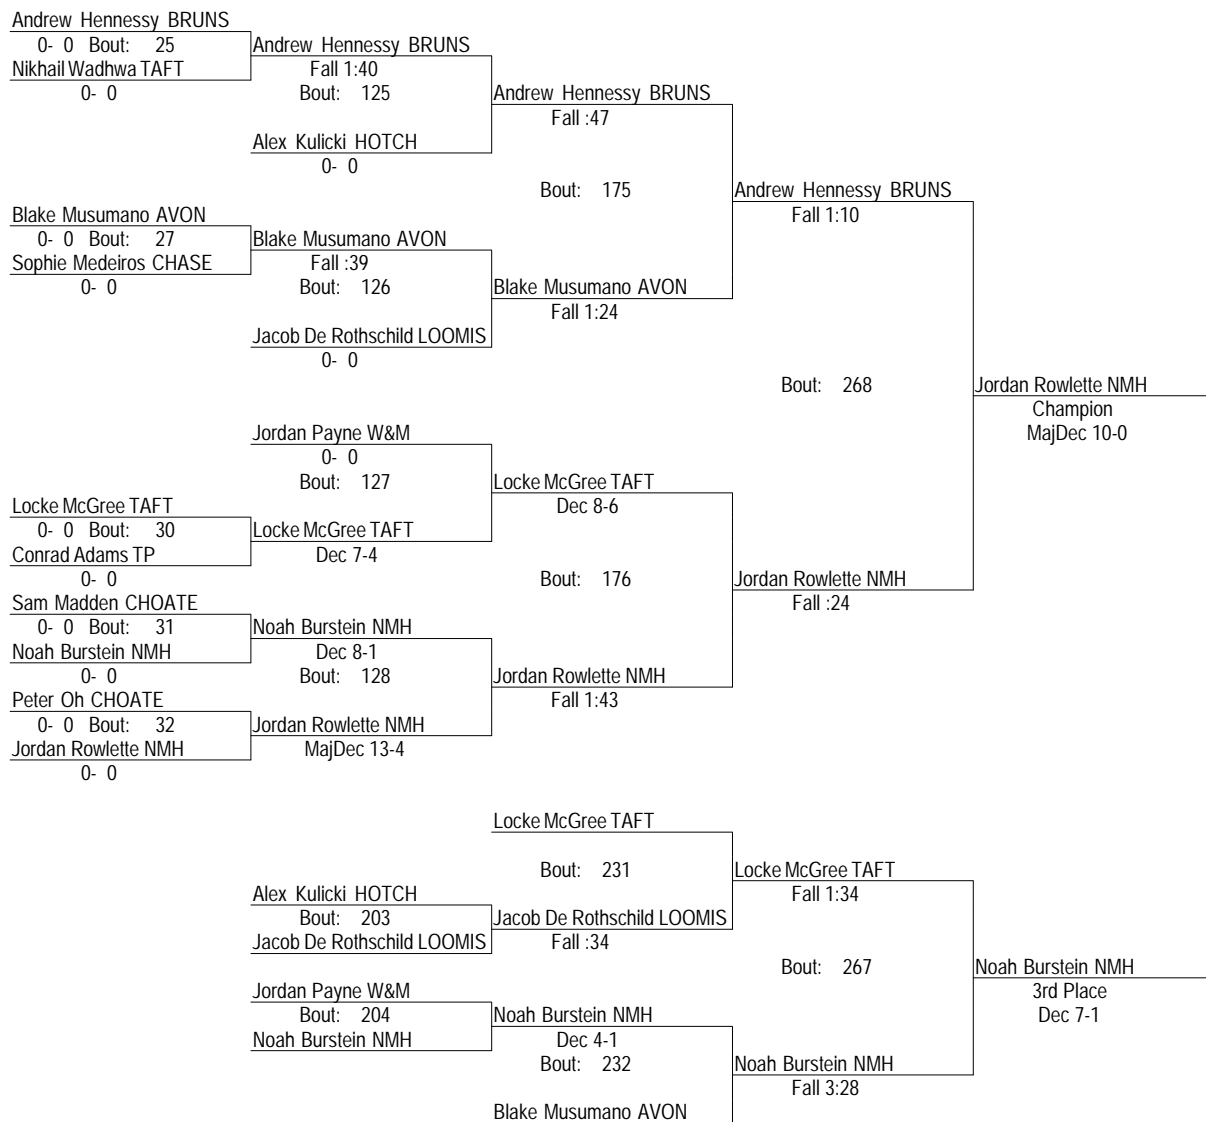 Andrew Hennessy BRUNS
0- 0 Bout: 25
Nikhail Wadhwa TAFT
0- 0
Andrew Hennessy BRUNS
Fall 1:40
Bout: 125
Alex Kulicki HOTCH
0- 0
Andrew Hennessy BRUNS
Fall :47
Bout: 175
Blake Musumano AVON
0- 0 Bout: 27
Sophie Medeiros CHASE
0- 0
Blake Musumano AVON
Fall :39
Bout: 126
Jacob De Rothschild LOOMIS
0- 0
Blake Musumano AVON
Fall 1:24
Andrew Hennessy BRUNS
Fall 1:10
Bout: 268
Jordan Rowlette NMH
Champion
MajDec 10-0
Jordan Payne W&M
0- 0
Bout: 127
Locke McGree TAFT
0- 0 Bout: 30
Conrad Adams TP
0- 0
Locke McGree TAFT
Dec 7-4
Locke McGree TAFT
Dec 8-6
Bout: 176
Jordan Rowlette NMH
Fall :24
Sam Madden CHOATE
0- 0 Bout: 31
Noah Burstein NMH
0- 0
Noah Burstein NMH
Dec 8-1
Bout: 128
Peter Oh CHOATE
0- 0 Bout: 32
Jordan Rowlette NMH
0- 0
Jordan Rowlette NMH
MajDec 13-4
Jordan Rowlette NMH
Fall 1:43
Locke McGree TAFT
Bout: 231
Alex Kulicki HOTCH
Bout: 203
Jacob De Rothschild LOOMIS
Jacob De Rothschild LOOMIS
Fall :34
Locke McGree TAFT
Fall 1:34
Bout: 267
Noah Burstein NMH
3rd Place
Dec 7-1
Jordan Payne W&M
Bout: 204
Noah Burstein NMH
Noah Burstein NMH
Dec 4-1
Bout: 232
Noah Burstein NMH
Fall 3:28
Blake Musumano AVON